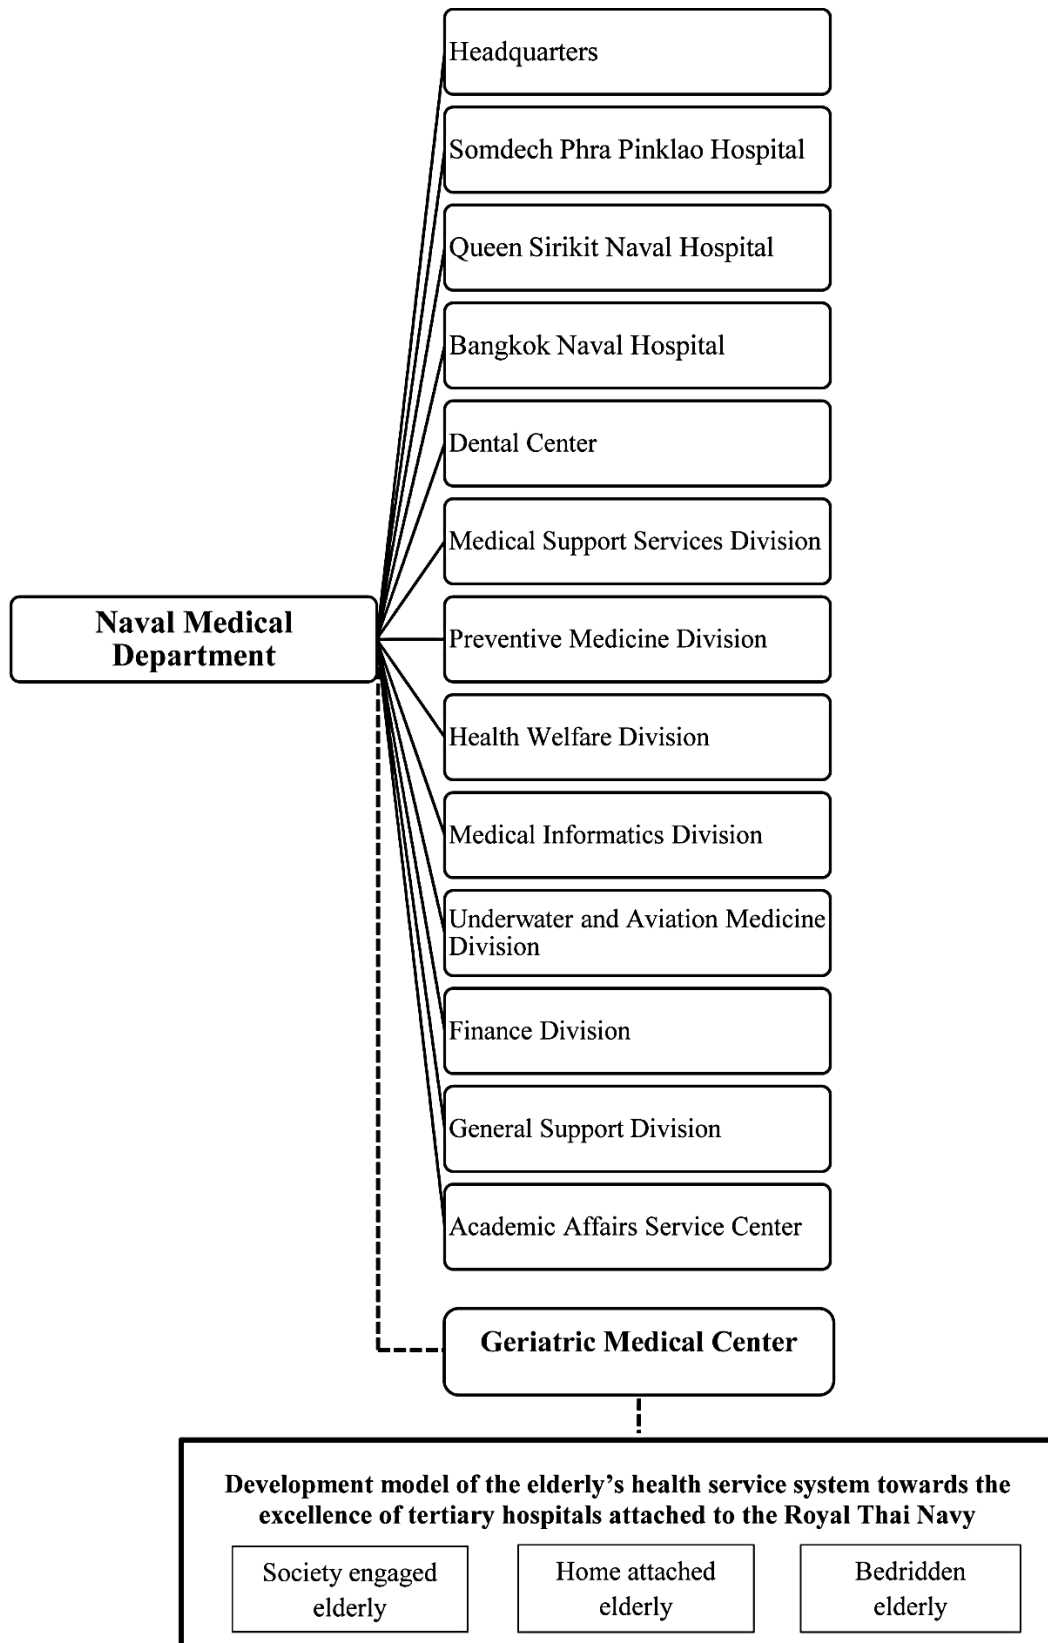 Headquarters
Somdech Phra Pinklao Hospital
Queen Sirikit Naval Hospital
Bangkok Naval Hospital
Dental Center
Medical Support Services Division
Naval Medical
Department
Preventive Medicine Division
Health Welfare Division
Medical Informatics Division
Underwater and Aviation Medicine
Division
Finance Division
General Support Division
Academic Affairs Service Center
Geriatric Medical Center
Development model of the elderly's health service system towards the
excellence of tertiary hospitals attached to the Royal Thai Navy
Society engaged
elderly
Home attached
elderly
Bedridden
elderly